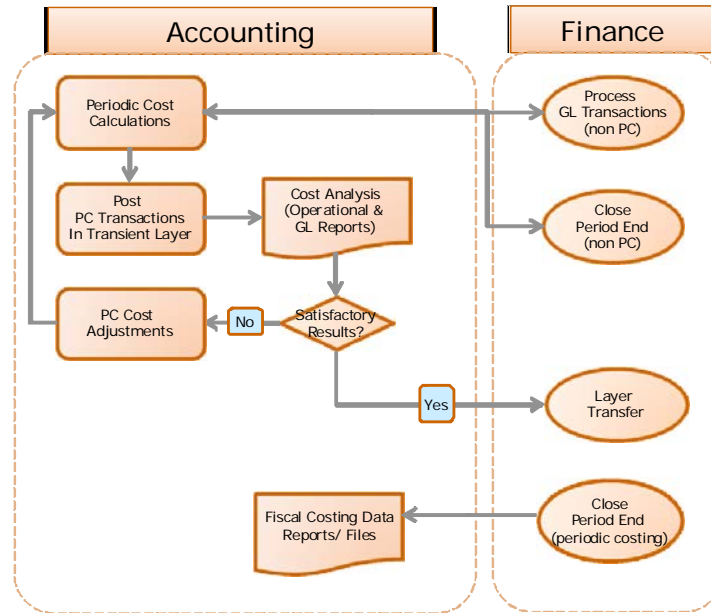 Accounting
Finance
Periodic Cost
Calculations
Process
GL Transactions
(non PC)
Post
PC Transactions
In Transient Layer
Cost Analysis
(Operational &
GL Reports)
Close
Period End
(non PC)
PC Cost
Adjustments
No
Satisfactory
Results?
Yes
Layer
Transfer
Fiscal Costing Data
Reports/ Files
Close
Period End
(periodic costing)